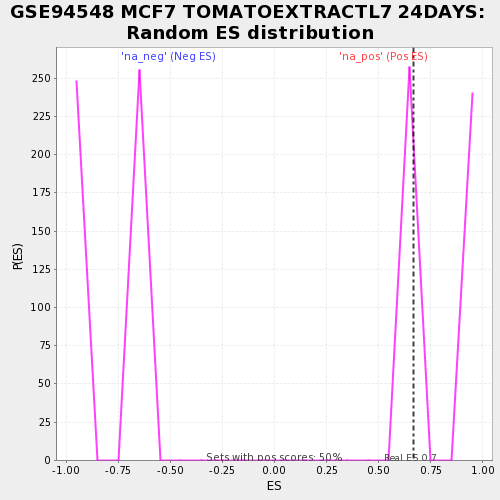 GSE94548 MCF7 TOMATOEXTRACTL7 24DAYS:
Random ES distribution
'na_neg' (Neg ES)
'na_pos' (Pos ES)
250
225
200
175
150
125
100
75
50
25
0
P(ES)
Sets with pos scores: 50%
Real ES 0.7
-1.00 -0.75 -0.50 -0.25 0.00 0.25 0.50 0.75 1.00
ES